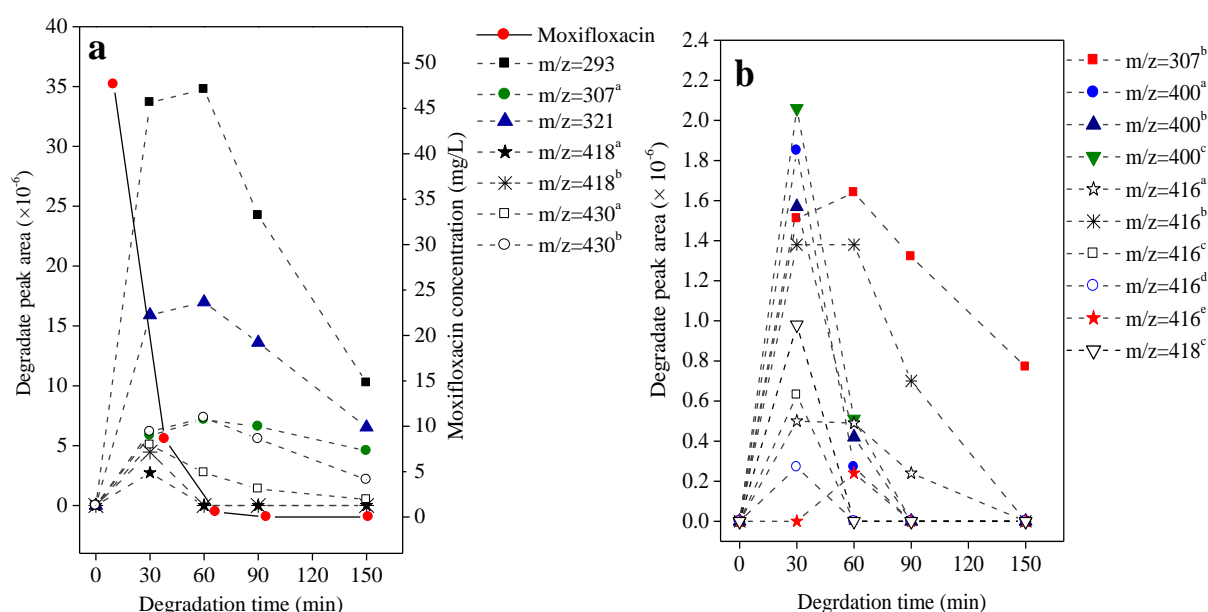 a
Degradate peak area (×10⁻⁶)
40
35
30
25
20
15
10
5
0
0 30 60 90 120 150
Degradation time (min)
50
45
40
35
30
25
20
15
10
5
0
Moxifloxacin concentration (mg/L)
Moxifloxacin
m/z=293
m/z=307ᵃ
m/z=321
m/z=418ᵃ
m/z=418ᵇ
m/z=430ᵃ
m/z=430ᵇ
b
Degradate peak area (× 10⁻⁶)
2.4
2.2
2.0
1.8
1.6
1.4
1.2
1.0
0.8
0.6
0.4
0.2
0.0
0 30 60 90 120 150
Degradation time (min)
m/z=307ᵇ
m/z=400ᵃ
m/z=400ᵇ
m/z=400ᶜ
m/z=416ᵃ
m/z=416ᵇ
m/z=416ᶜ
m/z=416ᵈ
m/z=416ᵉ
m/z=418ᶜ